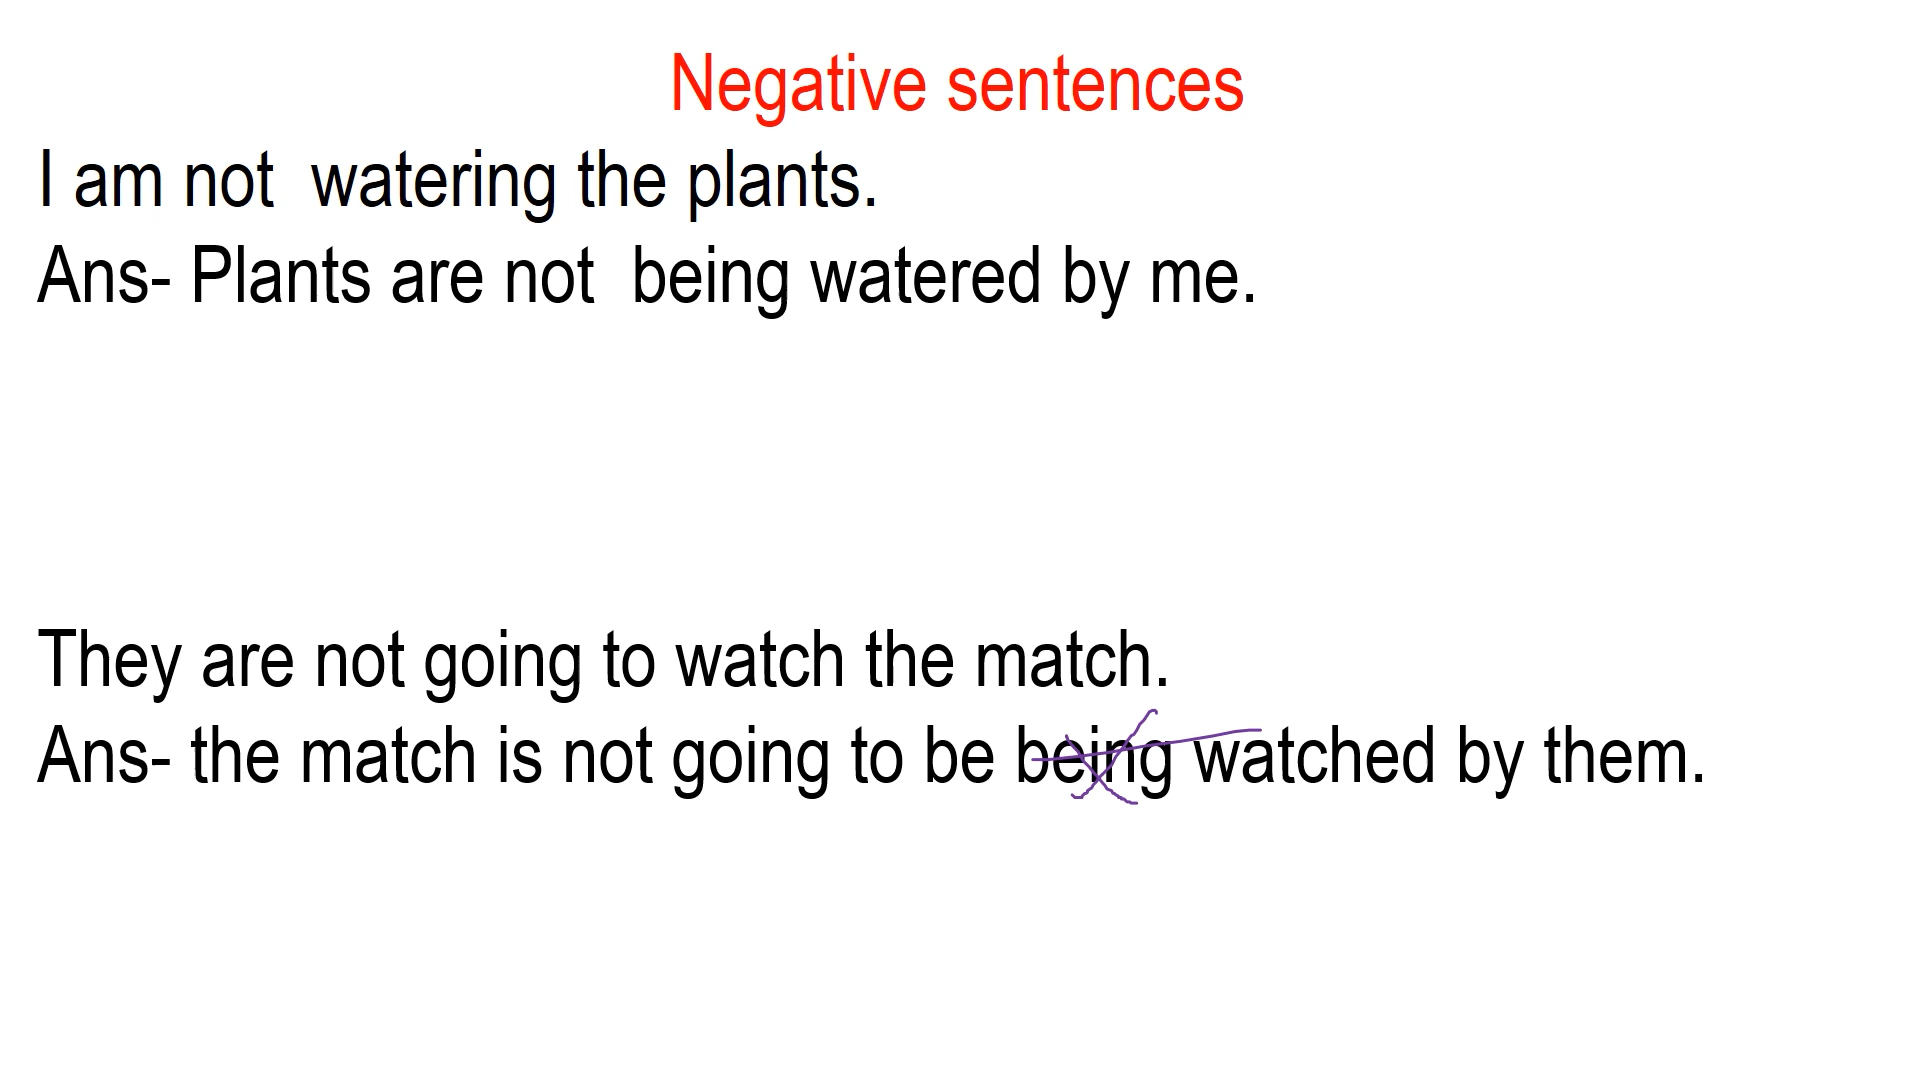 Negative sentences
I am not  watering the plants.
Ans- Plants are not  being watered by me.
They are not going to watch the match.
Ans- the match is not going to be being watched by them.